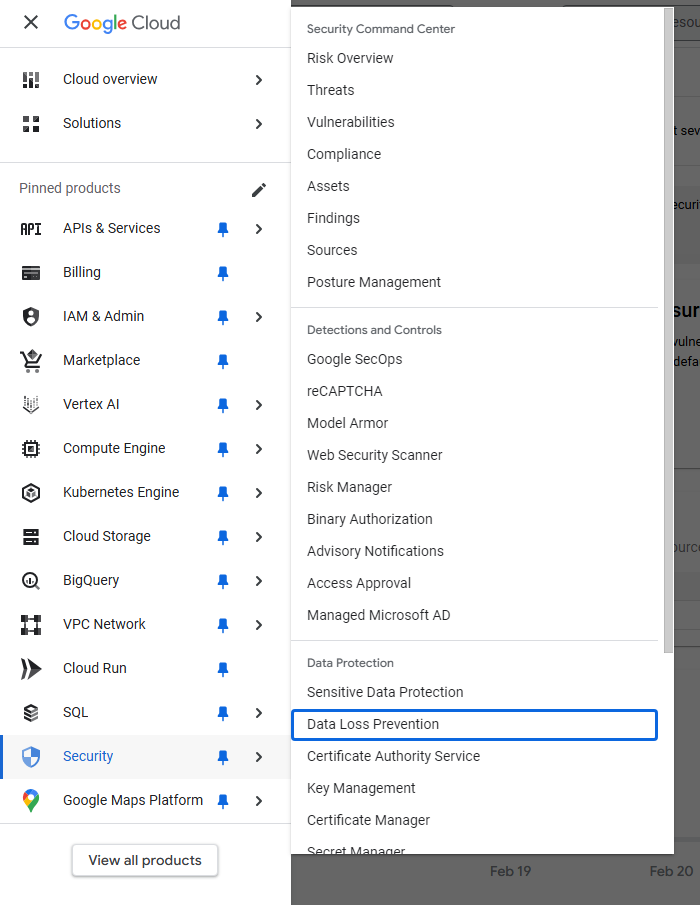 Google Cloud
Cloud overview
Solutions
Pinned products
API APIs & Services
Billing
IAM & Admin
Marketplace
Vertex AI
Compute Engine
Kubernetes Engine
Cloud Storage
BigQuery
VPC Network
Cloud Run
SQL
Security
Google Maps Platform
View all products
Security Command Center
Risk Overview
Threats
Vulnerabilities
Compliance
Assets
Findings
Sources
Posture Management
Detections and Controls
Google SecOps
reCAPTCHA
Model Armor
Web Security Scanner
Risk Manager
Binary Authorization
Advisory Notifications
Access Approval
Managed Microsoft AD
Data Protection
Sensitive Data Protection
Data Loss Prevention
Certificate Authority Service
Key Management
Certificate Manager
Secret Manager
Feb 19
Feb 20